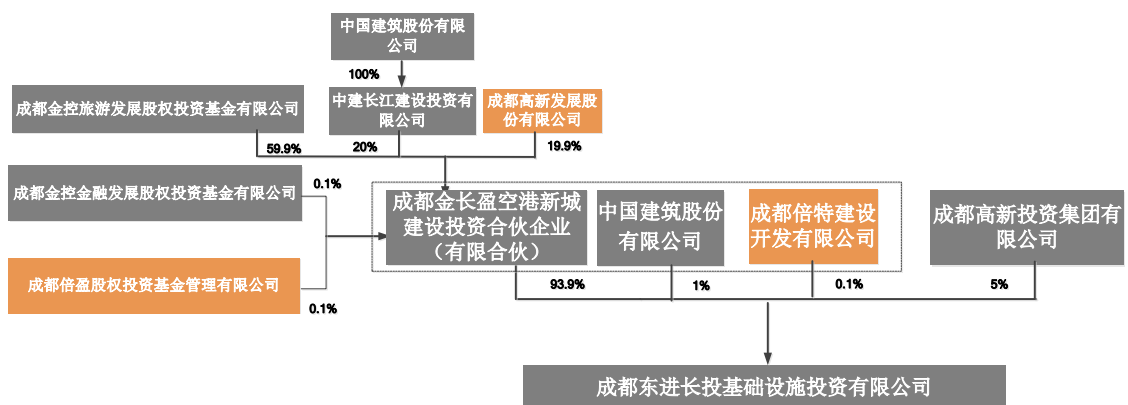 中国建筑股份有限
公司
100%
成都金控旅游发展股权投资基金有限公司
中建长江建设投资有
限公司
成都高新发展股
份有限公司
59.9%
20%
19.9%
成都金控金融发展股权投资基金有限公司
0.1%
成都倍盈股权投资基金管理有限公司
0.1%
成都金长盈空港新城
建设投资合伙企业
（有限合伙）
中国建筑股份
有限公司
成都倍特建设
开发有限公司
成都高新投资集团有
限公司
93.9%
1%
0.1%
5%
成都东进长投基础设施投资有限公司